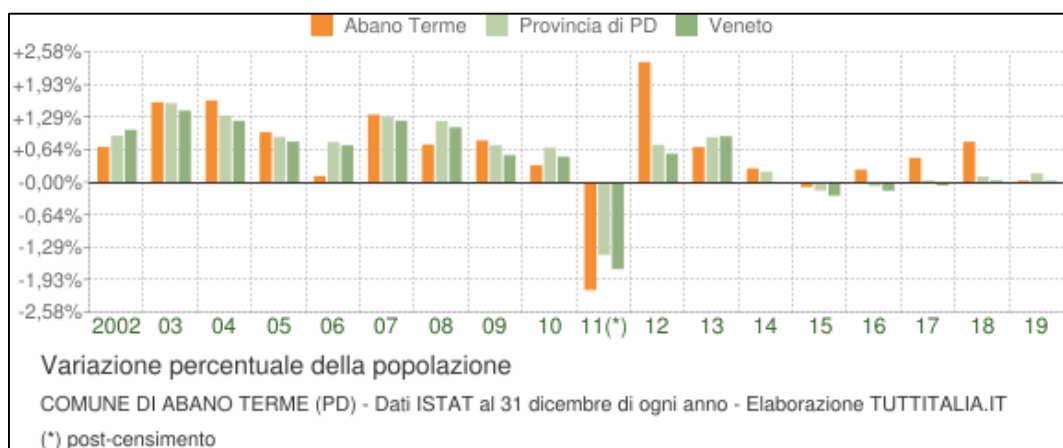 Abano Terme Provincia di PD Veneto
+2,58%
+1,93%
+1,29%
+0,64%
-0,00%
-0,64%
-1,29%
-1,93%
-2,58%
2002 03 04 05 06 07 08 09 10 11(*) 12 13 14 15 16 17 18 19
Variazione percentuale della popolazione
COMUNE DI ABANO TERME (PD) - Dati ISTAT al 31 dicembre di ogni anno - Elaborazione TUTTITALIA.IT
(*) post-censimento